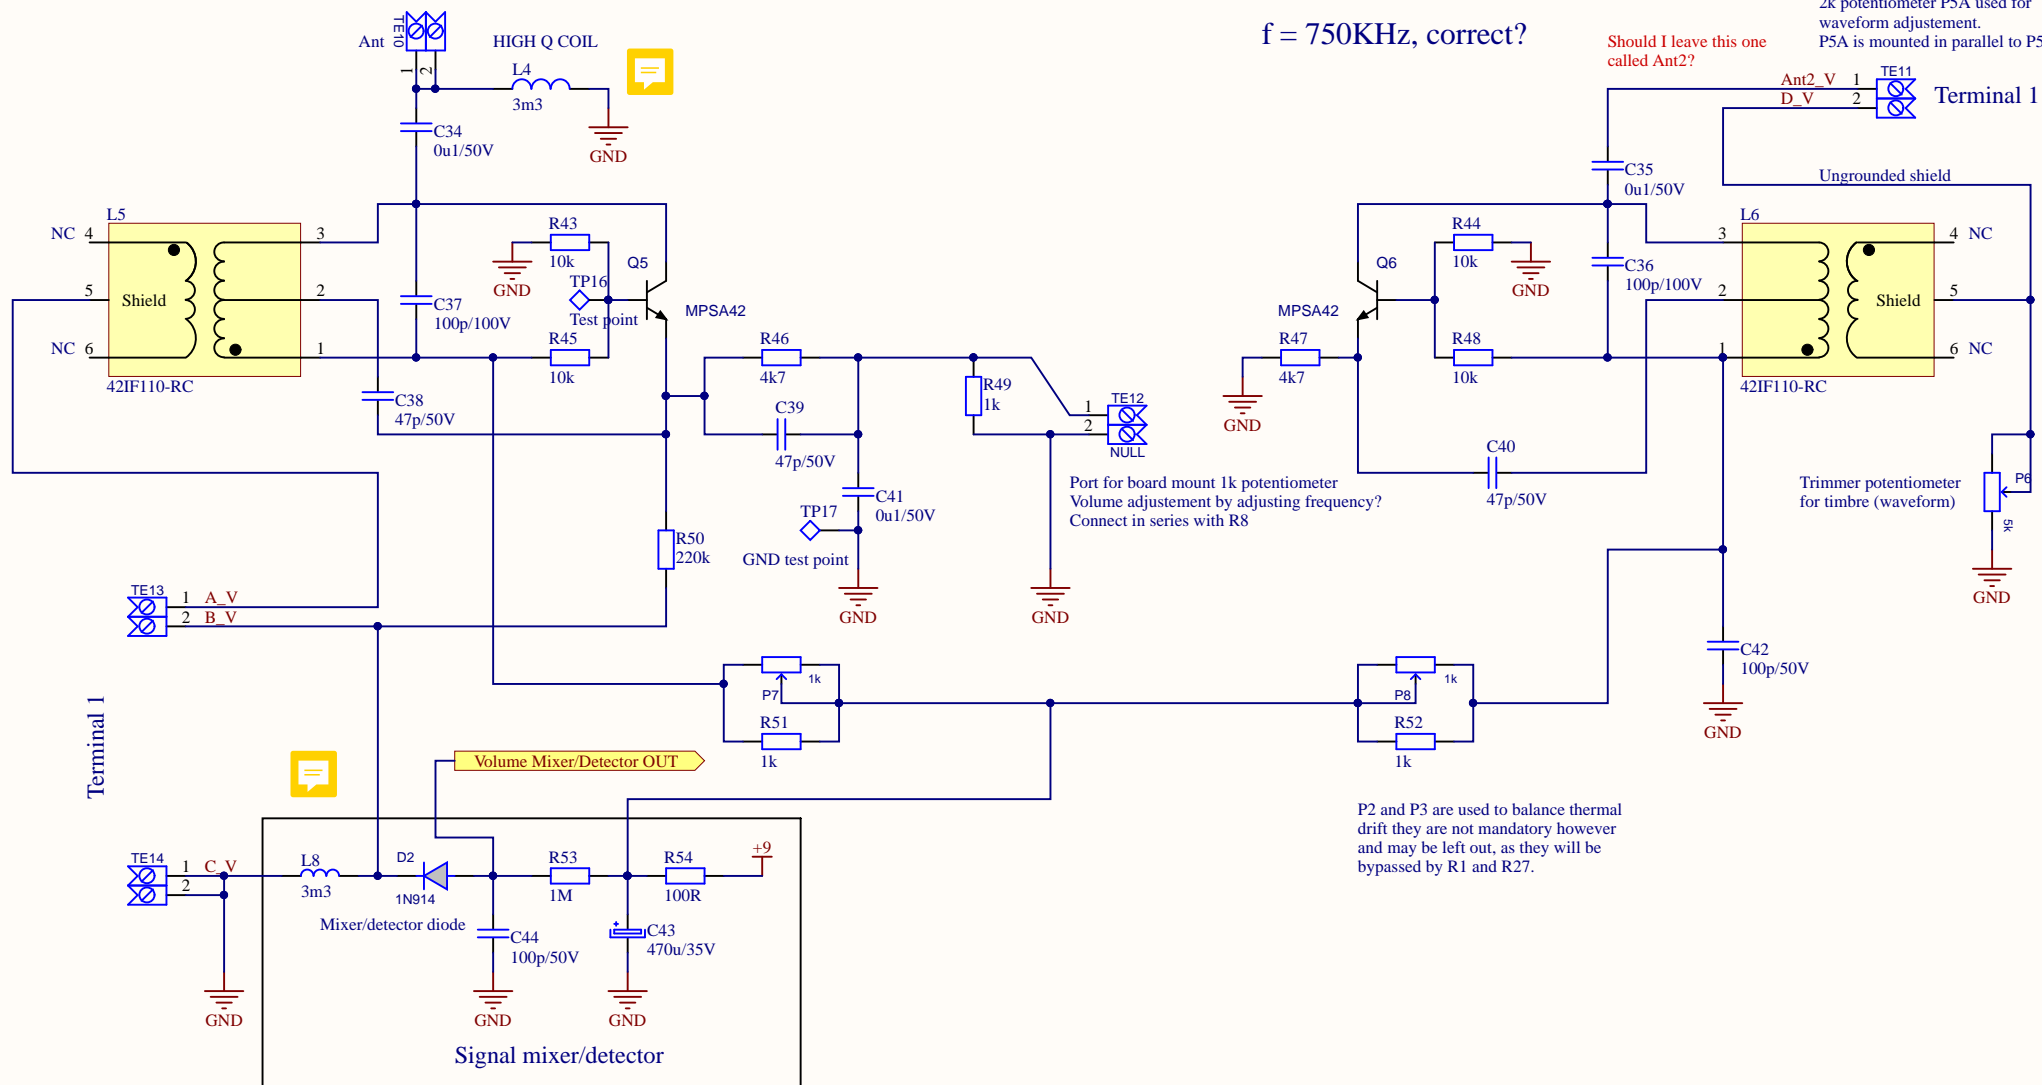 2k potentiometer P5A used for
waveform adjustement.
P5A is mounted in parallel to P5
f = 750KHz, correct?
Should I leave this one
called Ant2?
Ant
TE10
1
2
HIGH Q COIL
L4
3m3
GND
C34
0u1/50V
Ant2_V
D_V
1
2
TE11
Terminal 1
C35
0u1/50V
Ungrounded shield
L5
NC 4
5
NC 6
Shield
3
2
1
42IF110-RC
C37
100p/100V
R43
10k
GND
TP16
Test point
R45
10k
Q5
MPSA42
C38
47p/50V
R46
4k7
C39
47p/50V
R49
1k
TE12
1
2
NULL
Port for board mount 1k potentiometer
Volume adjustement by adjusting frequency?
Connect in series with R8
C41
0u1/50V
TP17
GND test point
GND
GND
R50
220k
Q6
MPSA42
R44
10k
GND
R47
4k7
GND
R48
10k
C36
100p/100V
C40
47p/50V
L6
3
2
1
Shield
4 NC
5
6 NC
42IF110-RC
Trimmer potentiometer
for timbre (waveform)
P6
5k
GND
TE13
1 A_V
2 B_V
P7
1k
R51
1k
P8
1k
R52
1k
C42
100p/50V
GND
Terminal 1
Volume Mixer/Detector OUT
P2 and P3 are used to balance thermal
drift they are not mandatory however
and may be left out, as they will be
bypassed by R1 and R27.
TE14
1 C_V
2
GND
L8
3m3
D2
1N914
Mixer/detector diode
R53
1M
R54
100R
+9
C44
100p/50V
GND
+
C43
470u/35V
GND
Signal mixer/detector